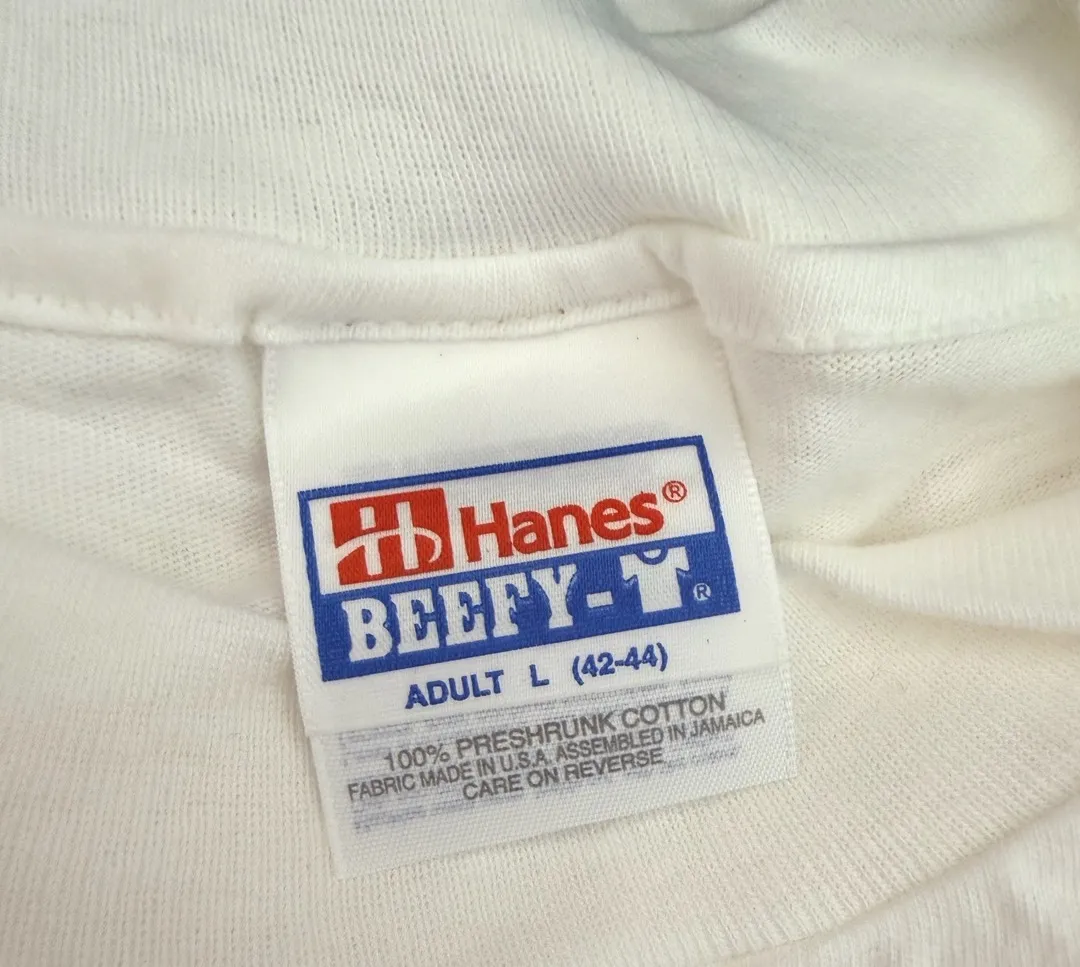 Hanes®
BEEFY-T®
ADULT L (42-44)
100% PRESHRUNK COTTON
FABRIC MADE IN U.S.A. ASSEMBLED IN JAMAICA
CARE ON REVERSE